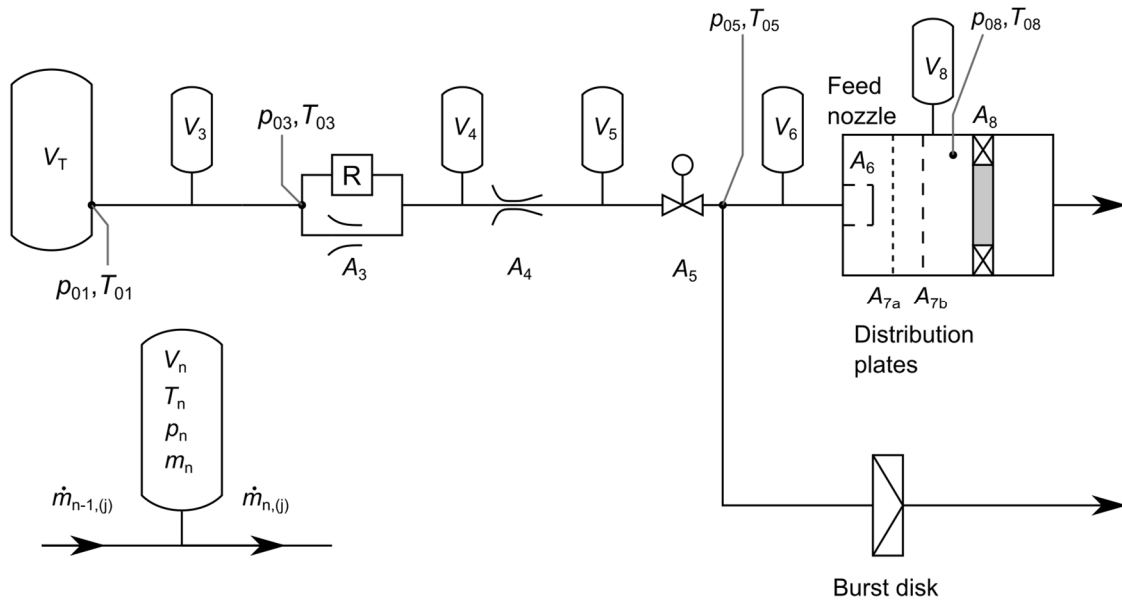 p05,T05
p08,T08
V8
Feed
nozzle
A8
V3
p03,T03
V4
V5
V6
VT
R
A6
A3
A4
A5
p01,T01
A7a
A7b
Distribution
plates
Vn
Tn
pn
mn
ṁn-1,(j)
ṁn,(j)
Burst disk